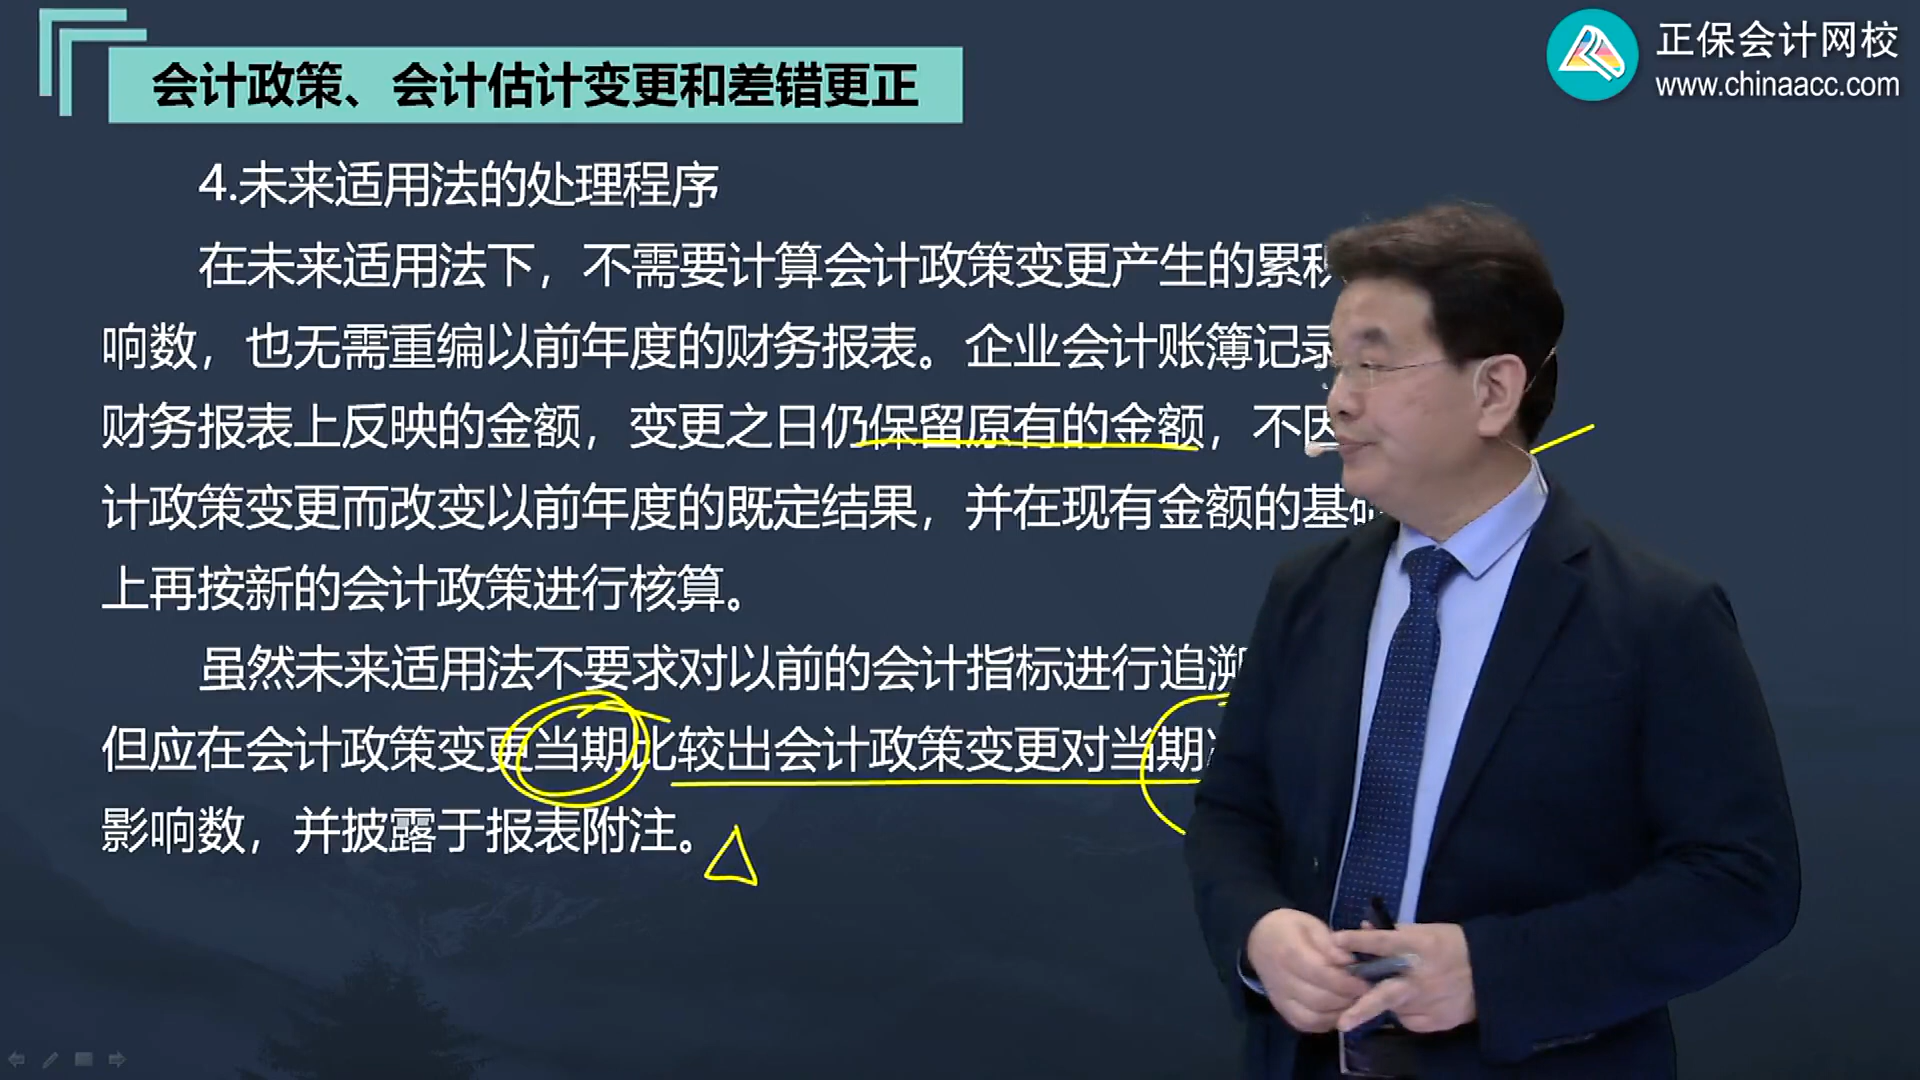 正保会计网校
www.chinaacc.com
会计政策、会计估计变更和差错更正
4.未来适用法的处理程序
在未来适用法下，不需要计算会计政策变更产生的累积
响数，也无需重编以前年度的财务报表。企业会计账簿记录
财务报表上反映的金额，变更之日仍保留原有的金额，不因
计政策变更而改变以前年度的既定结果，并在现有金额的基础
上再按新的会计政策进行核算。
虽然未来适用法不要求对以前的会计指标进行追溯
但应在会计政策变更当期比较出会计政策变更对当期
影响数，并披露于报表附注。